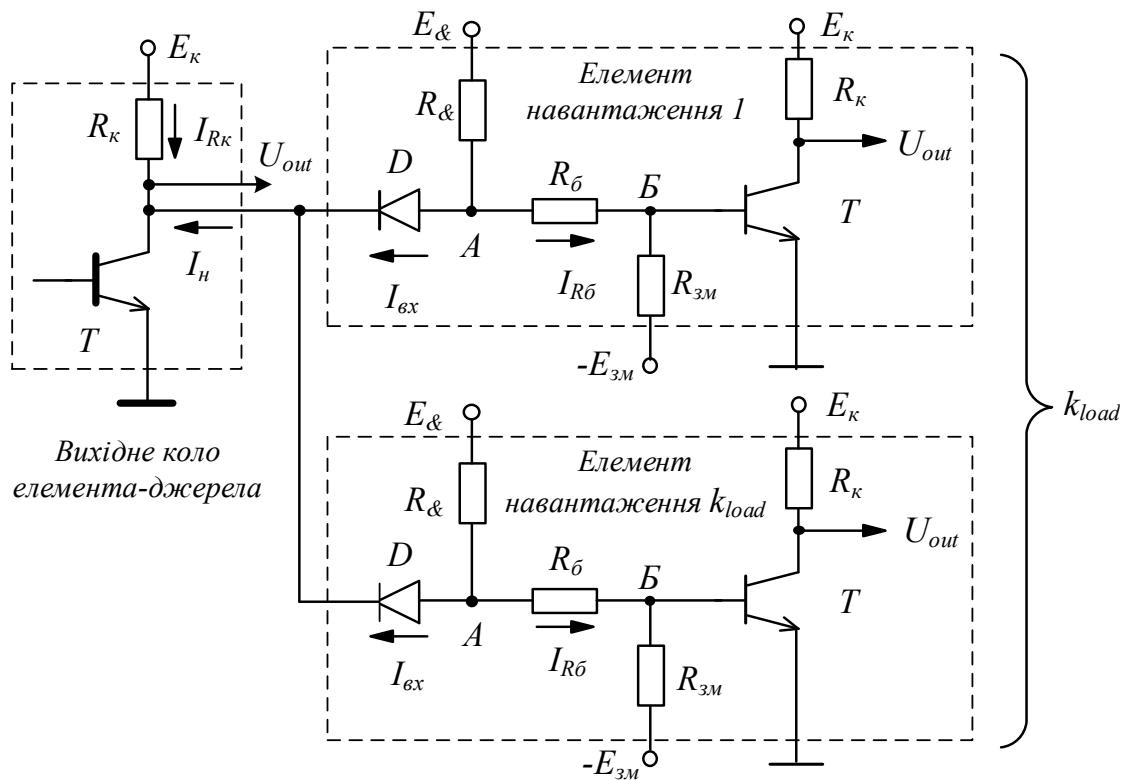 E_к
R_к
I_Rк
U_out
I_н
T
Вихідне коло
елемента-джерела
E_&
R_&
D
A
I_вх
R_б
I_Rб
Б
R_зм
-E_зм
Елемент
навантаження 1
E_к
R_к
U_out
T
E_&
R_&
D
A
I_вх
R_б
I_Rб
Б
R_зм
-E_зм
Елемент
навантаження k_load
E_к
R_к
U_out
T
k_load